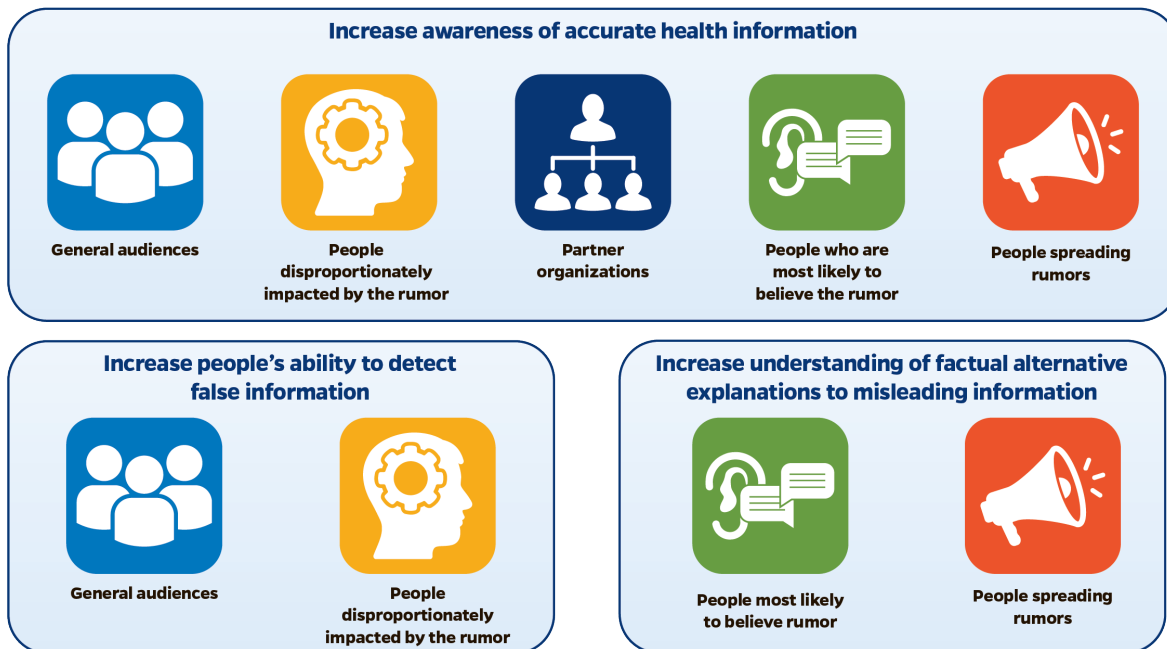 Increase awareness of accurate health information
General audiences
People
disproportionately
impacted by the rumor
Partner
organizations
People who are
most likely to
believe the rumor
People spreading
rumors
Increase people's ability to detect
false information
General audiences
People
disproportionately
impacted by the rumor
Increase understanding of factual alternative
explanations to misleading information
People most likely
to believe rumor
People spreading
rumors